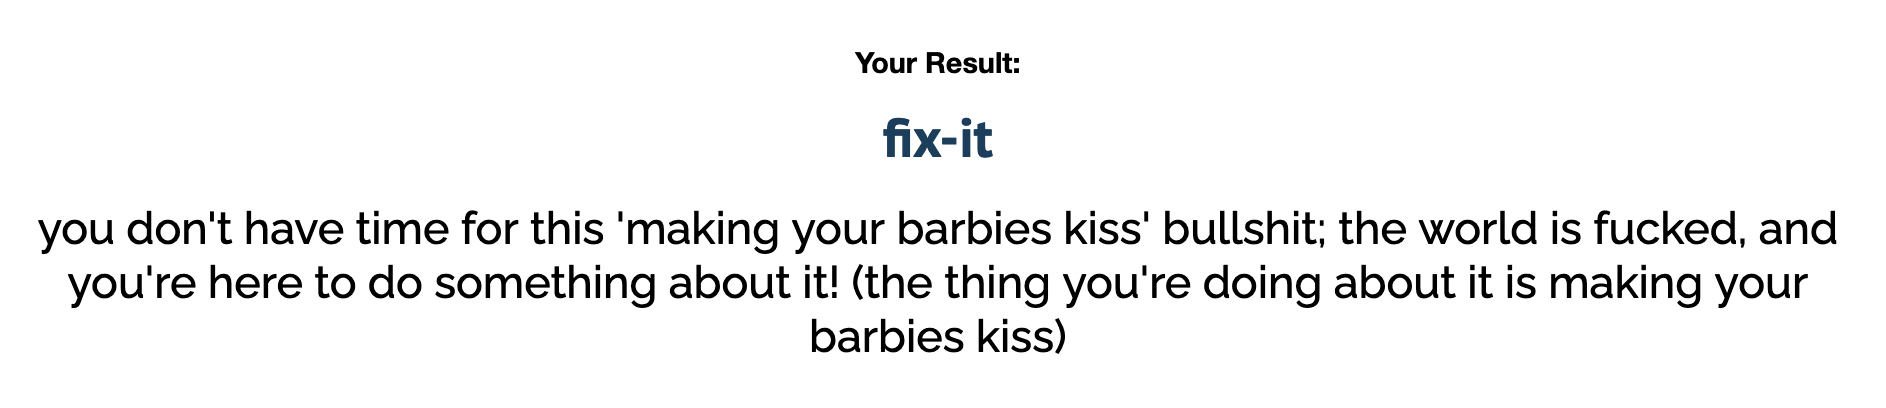 Your Result:
fix-it
you don't have time for this 'making your barbies kiss' bullshit; the world is fucked, and
you're here to do something about it! (the thing you're doing about it is making your
barbies kiss)